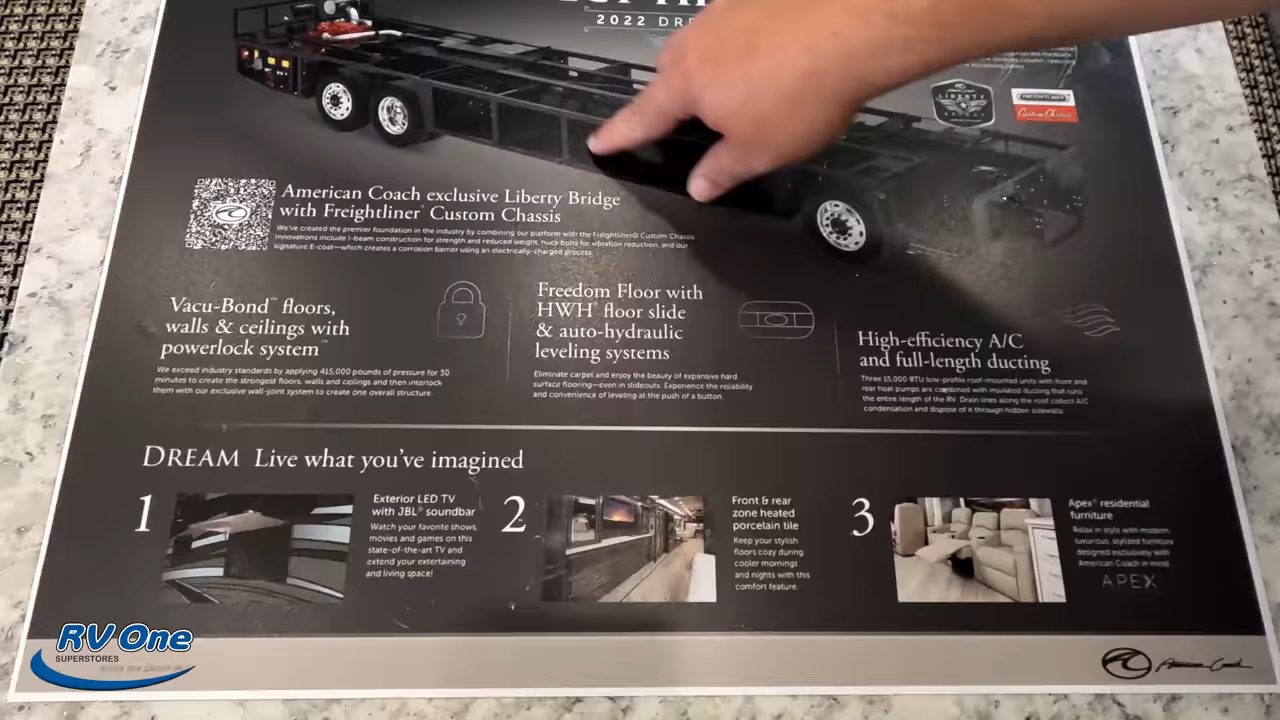 2022 DRE
LIBERTY
FREIGHTLINER
Custom Chassis
American Coach exclusive Liberty Bridge
with Freightliner® Custom Chassis
We've created the premier foundation in the industry by combining our platform with the Freightliner® Custom Chassis
Innovations include I-beam construction for strength and reduced weight, huck bolts for vibration reduction, and our
signature E-coat—which creates a corrosion barrier using an electrically-charged process.
Vacu-Bond™ floors,
walls & ceilings with
powerlock system™
We exceed industry standards by applying 415,000 pounds of pressure for 30
minutes to create the strongest floors, walls and ceilings and then interlock
them with our exclusive wall-joint system to create one overall structure.
Freedom Floor with
HWH® floor slide
& auto-hydraulic
leveling systems
Eliminate carpet and enjoy the beauty of expansive hard
surface flooring—even in slideouts. Experience the reliability
and convenience of leveling at the push of a button.
High-efficiency A/C
and full-length ducting
Three 15,000 BTU low-profile roof-mounted units with front and
rear heat pumps are combined with insulated ducting that runs
the entire length of the RV. Drain lines along the roof collect A/C
condensation and dispose of it through hidden sidewalls.
DREAM Live what you've imagined
1
Exterior LED TV
with JBL® soundbar
Watch your favorite shows,
movies and games on this
state-of-the-art TV and
extend your entertaining
and living space!
2
Front & rear
zone heated
porcelain tile
Keep your stylish
floors cozy during
cooler mornings
and nights with this
comfort feature.
3
Apex® residential
furniture
Relax in style with modern
luxurious, stylized furniture
designed exclusively with
American Coach in mind
APEX
RV One
SUPERSTORES
American Coach